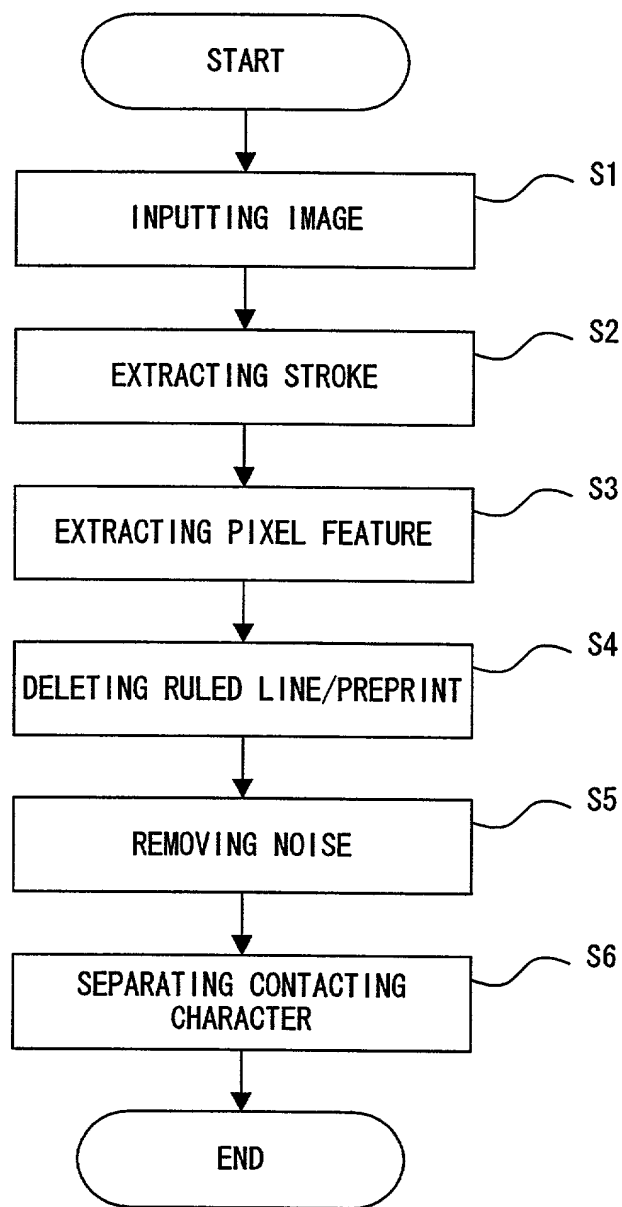 START
S1
INPUTTING IMAGE
S2
EXTRACTING STROKE
S3
EXTRACTING PIXEL FEATURE
S4
DELETING RULED LINE/PREPRINT
S5
REMOVING NOISE
S6
SEPARATING CONTACTING
CHARACTER
END